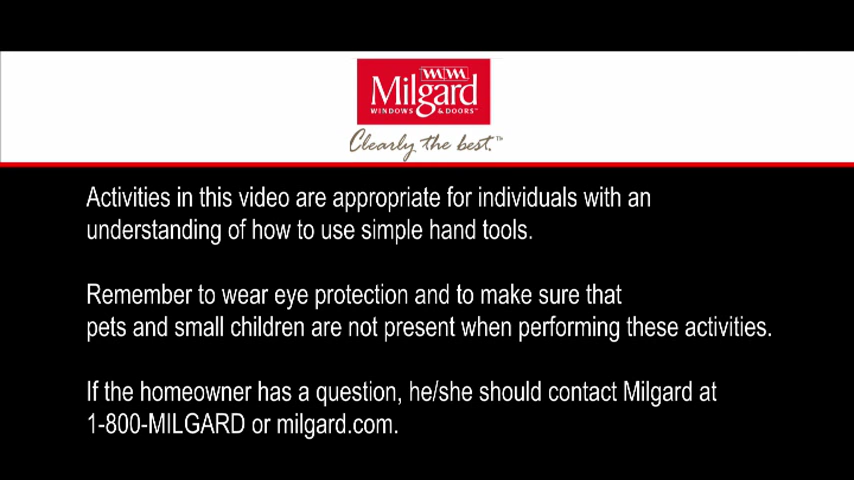 Milgard
WINDOWS & DOORS™
Clearly the best.™
Activities in this video are appropriate for individuals with an
understanding of how to use simple hand tools.
Remember to wear eye protection and to make sure that
pets and small children are not present when performing these activities.
If the homeowner has a question, he/she should contact Milgard at
1-800-MILGARD or milgard.com.